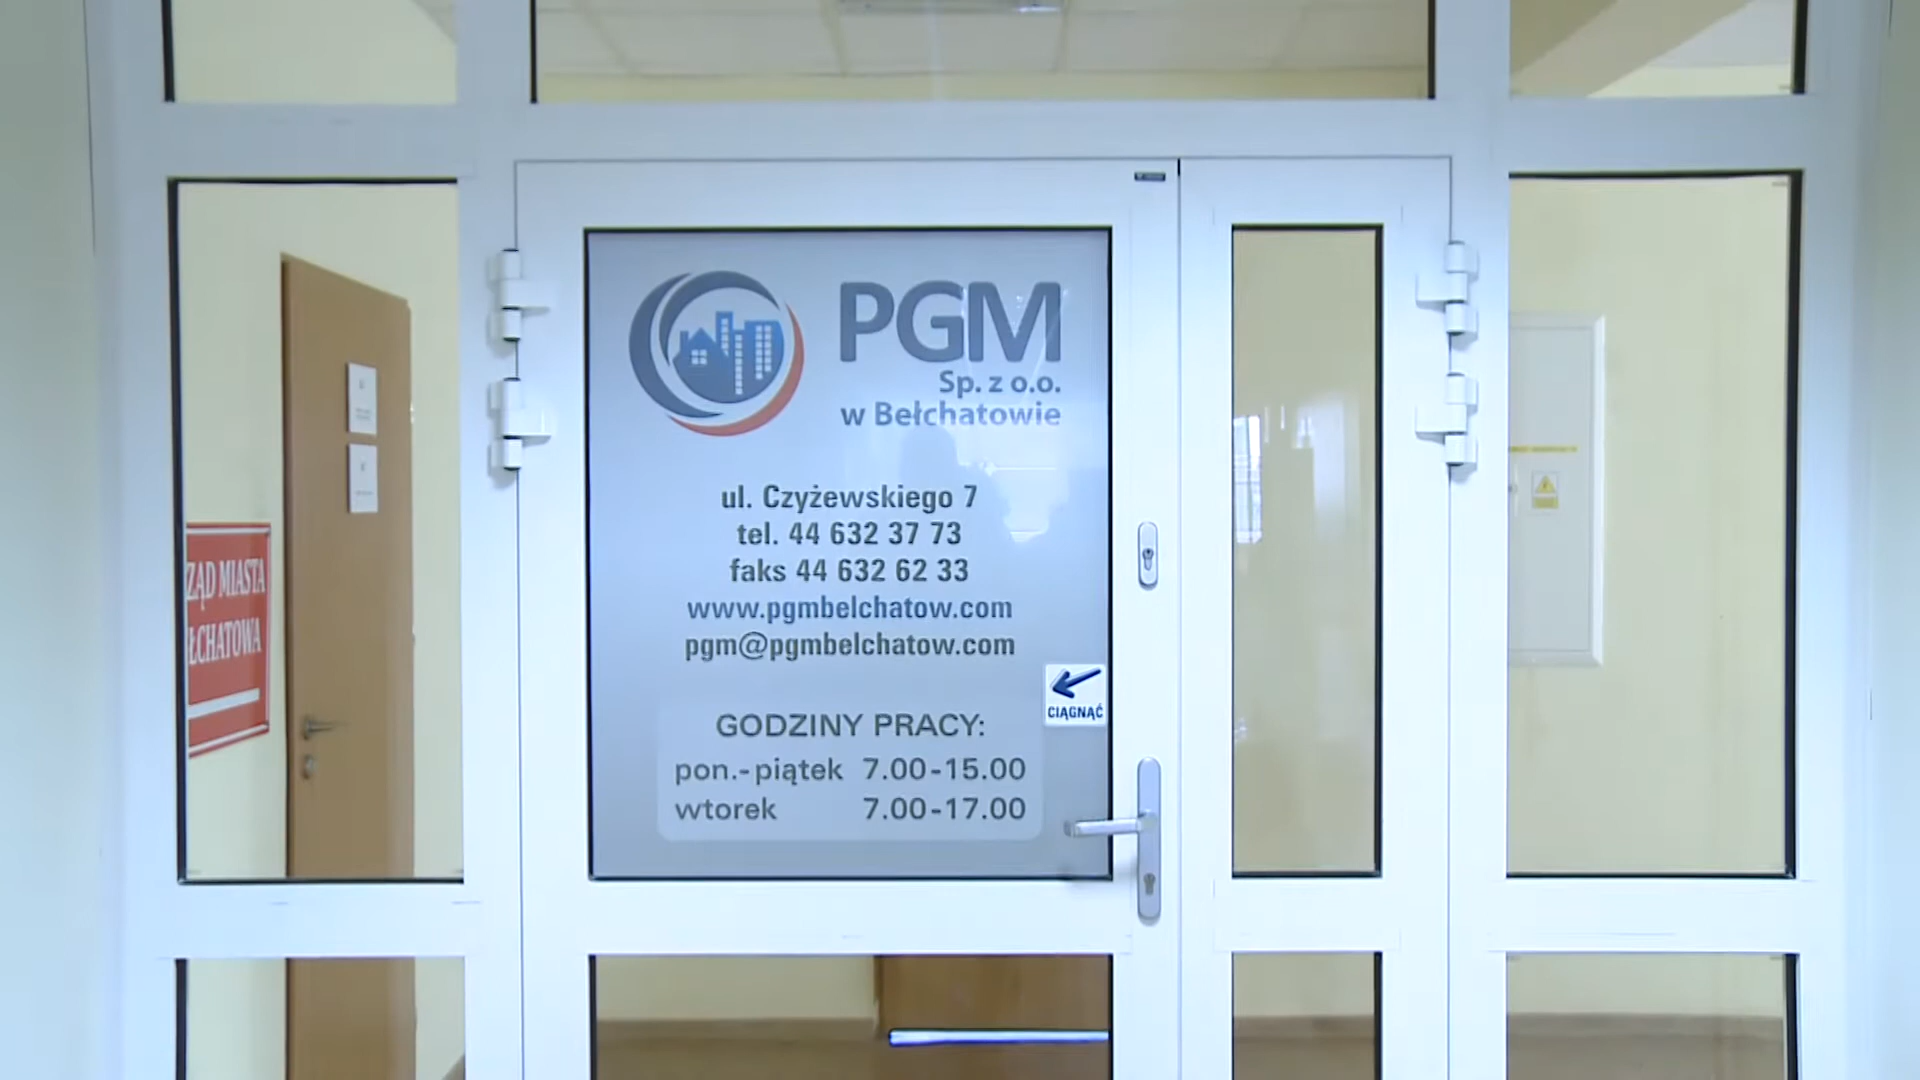 PGM
Sp. z o.o.
w Bełchatowie
ul. Czyżewskiego 7
tel. 44 632 37 73
faks 44 632 62 33
www.pgmbelchatow.com
pgm@pgmbelchatow.com
CIĄGNĄĆ
GODZINY PRACY:
pon.-piątek 7.00-15.00
wtorek 7.00-17.00
ZĄD MIASTA
ŁCHATOWA